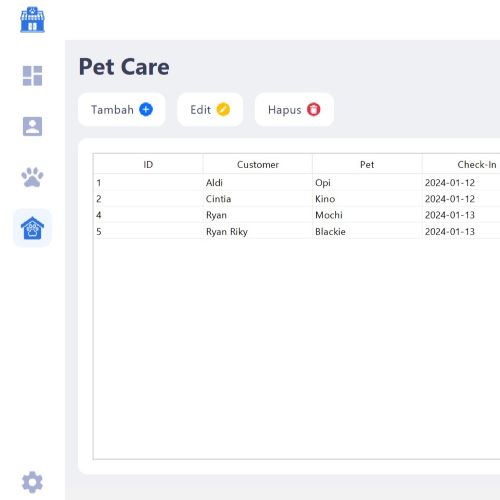 Pet Care
Tambah Edit Hapus
ID Customer Pet Check-In
1 Aldi Opi 2024-01-12
2 Cintia Kino 2024-01-12
4 Ryan Mochi 2024-01-13
5 Ryan Riky Blackie 2024-01-13